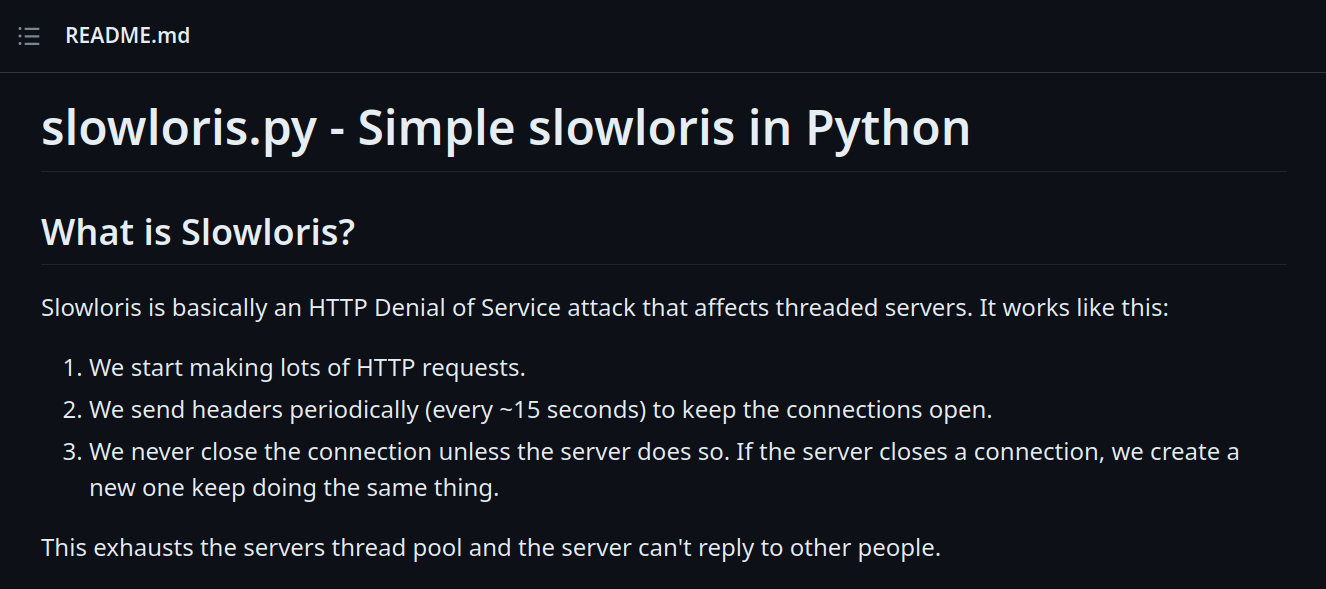 README.md
slowloris.py - Simple slowloris in Python
What is Slowloris?
Slowloris is basically an HTTP Denial of Service attack that affects threaded servers. It works like this:
1. We start making lots of HTTP requests.
2. We send headers periodically (every ~15 seconds) to keep the connections open.
3. We never close the connection unless the server does so. If the server closes a connection, we create a
new one keep doing the same thing.
This exhausts the servers thread pool and the server can't reply to other people.